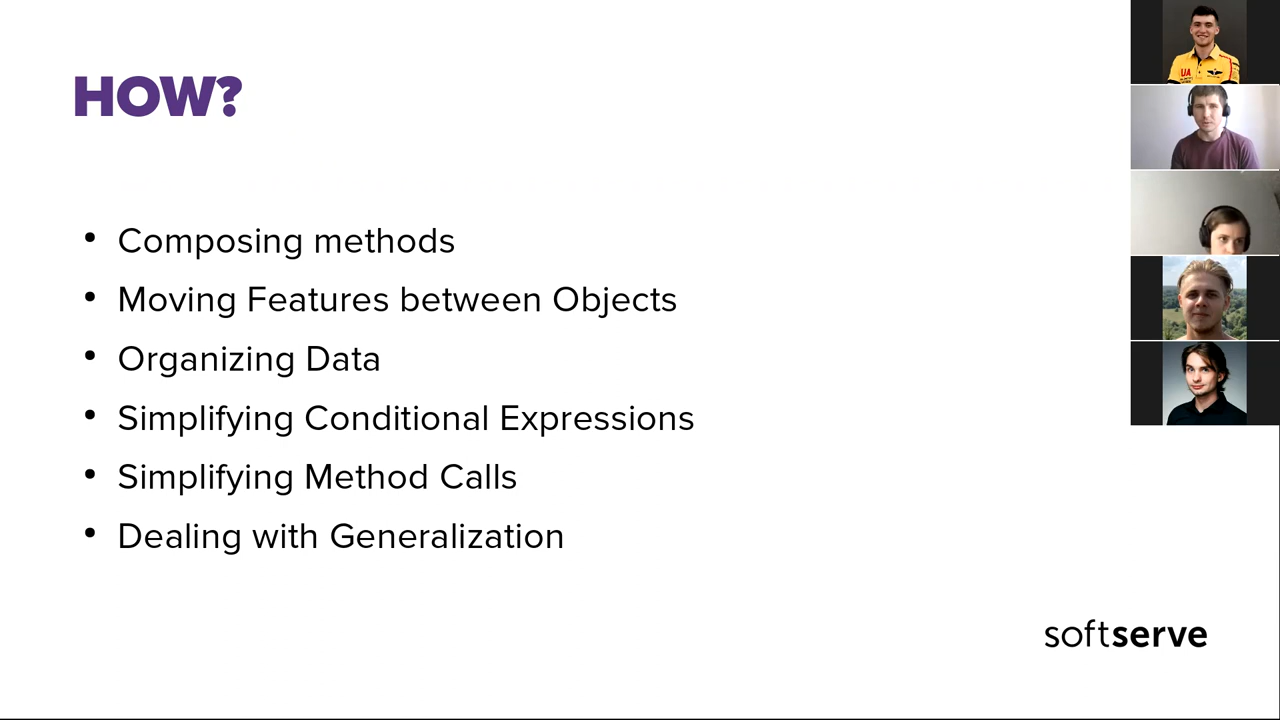 HOW?
• Composing methods
• Moving Features between Objects
• Organizing Data
• Simplifying Conditional Expressions
• Simplifying Method Calls
• Dealing with Generalization
softserve
UA